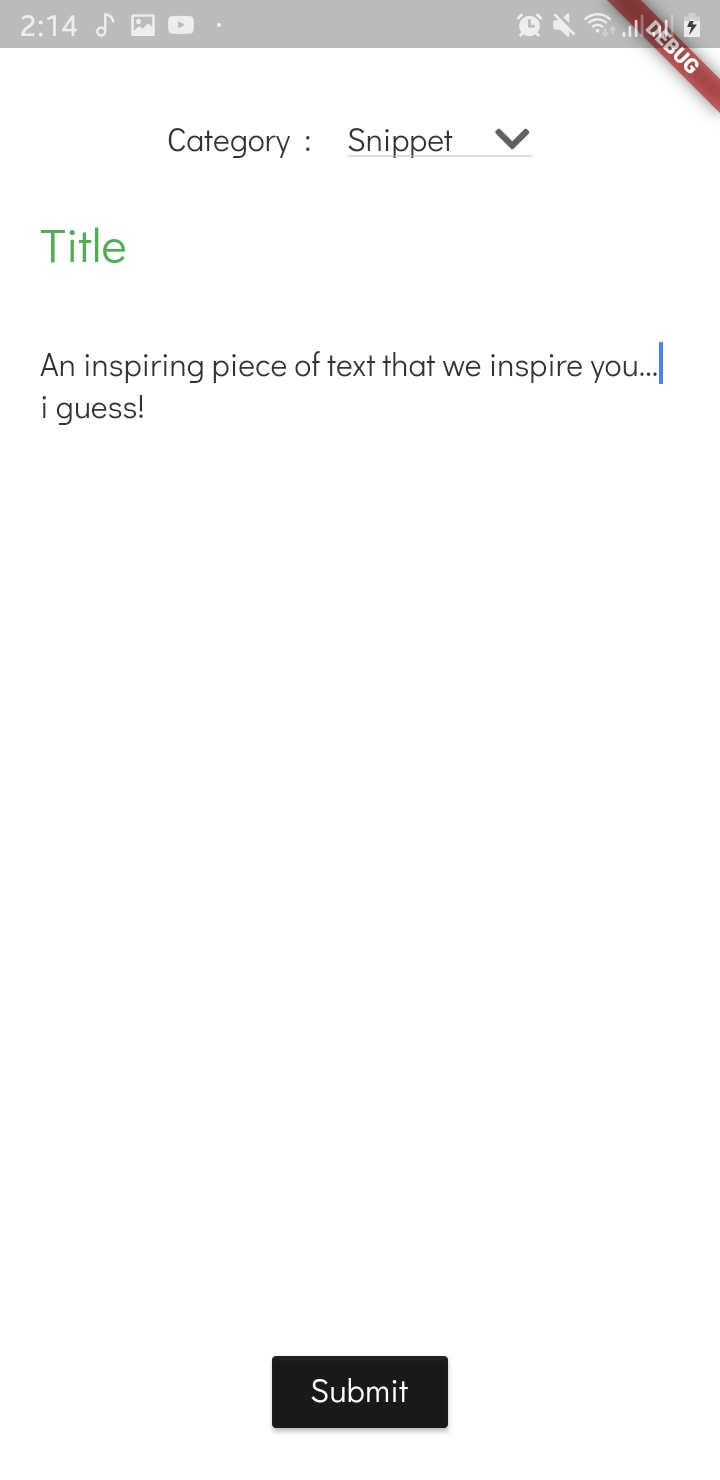 2:14
DEBUG
Category : Snippet
Title
An inspiring piece of text that we inspire you...
i guess!
Submit